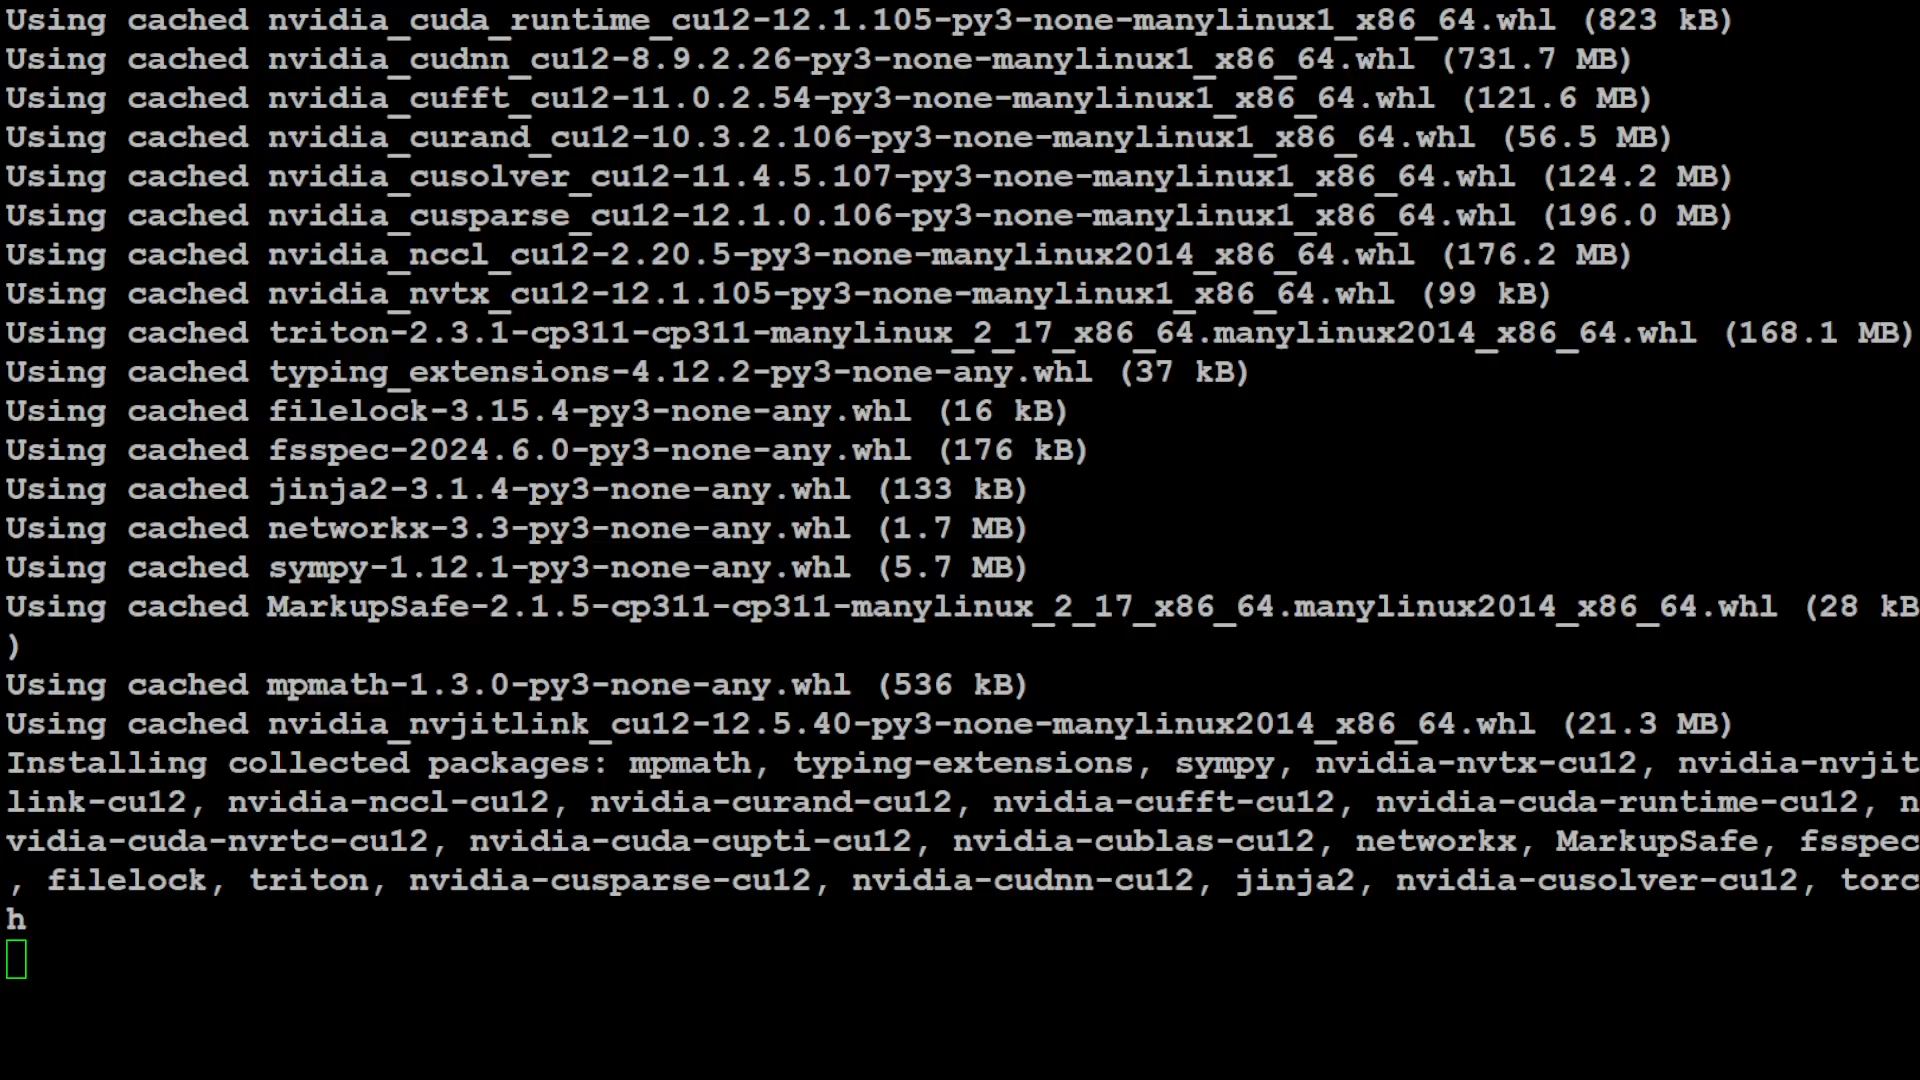 Using cached nvidia_cuda_runtime_cu12-12.1.105-py3-none-manylinux1_x86_64.whl (823 kB)
Using cached nvidia_cudnn_cu12-8.9.2.26-py3-none-manylinux1_x86_64.whl (731.7 MB)
Using cached nvidia_cufft_cu12-11.0.2.54-py3-none-manylinux1_x86_64.whl (121.6 MB)
Using cached nvidia_curand_cu12-10.3.2.106-py3-none-manylinux1_x86_64.whl (56.5 MB)
Using cached nvidia_cusolver_cu12-11.4.5.107-py3-none-manylinux1_x86_64.whl (124.2 MB)
Using cached nvidia_cusparse_cu12-12.1.0.106-py3-none-manylinux1_x86_64.whl (196.0 MB)
Using cached nvidia_nccl_cu12-2.20.5-py3-none-manylinux2014_x86_64.whl (176.2 MB)
Using cached nvidia_nvtx_cu12-12.1.105-py3-none-manylinux1_x86_64.whl (99 kB)
Using cached triton-2.3.1-cp311-cp311-manylinux_2_17_x86_64.manylinux2014_x86_64.whl (168.1 MB)
Using cached typing_extensions-4.12.2-py3-none-any.whl (37 kB)
Using cached filelock-3.15.4-py3-none-any.whl (16 kB)
Using cached fsspec-2024.6.0-py3-none-any.whl (176 kB)
Using cached jinja2-3.1.4-py3-none-any.whl (133 kB)
Using cached networkx-3.3-py3-none-any.whl (1.7 MB)
Using cached sympy-1.12.1-py3-none-any.whl (5.7 MB)
Using cached MarkupSafe-2.1.5-cp311-cp311-manylinux_2_17_x86_64.manylinux2014_x86_64.whl (28 kB
)
Using cached mpmath-1.3.0-py3-none-any.whl (536 kB)
Using cached nvidia_nvjitlink_cu12-12.5.40-py3-none-manylinux2014_x86_64.whl (21.3 MB)
Installing collected packages: mpmath, typing-extensions, sympy, nvidia-nvtx-cu12, nvidia-nvjit
link-cu12, nvidia-nccl-cu12, nvidia-curand-cu12, nvidia-cufft-cu12, nvidia-cuda-runtime-cu12, n
vidia-cuda-nvrtc-cu12, nvidia-cuda-cupti-cu12, nvidia-cublas-cu12, networkx, MarkupSafe, fsspec
, filelock, triton, nvidia-cusparse-cu12, nvidia-cudnn-cu12, jinja2, nvidia-cusolver-cu12, torc
h